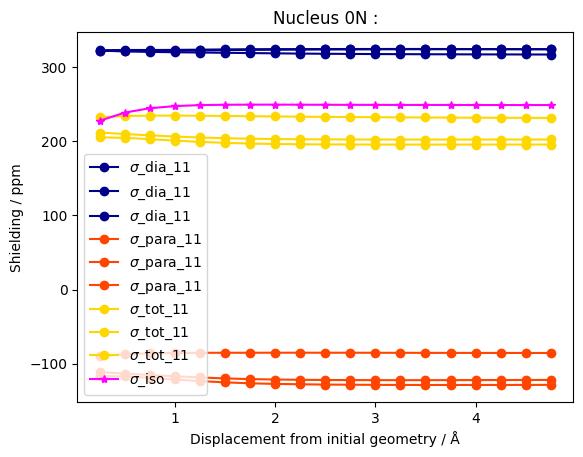 Nucleus 0N :
Shielding / ppm
300
200
100
0
−100
σ_dia_11
σ_dia_11
σ_dia_11
σ_para_11
σ_para_11
σ_para_11
σ_tot_11
σ_tot_11
σ_tot_11
σ_iso
1 2 3 4
Displacement from initial geometry / Å